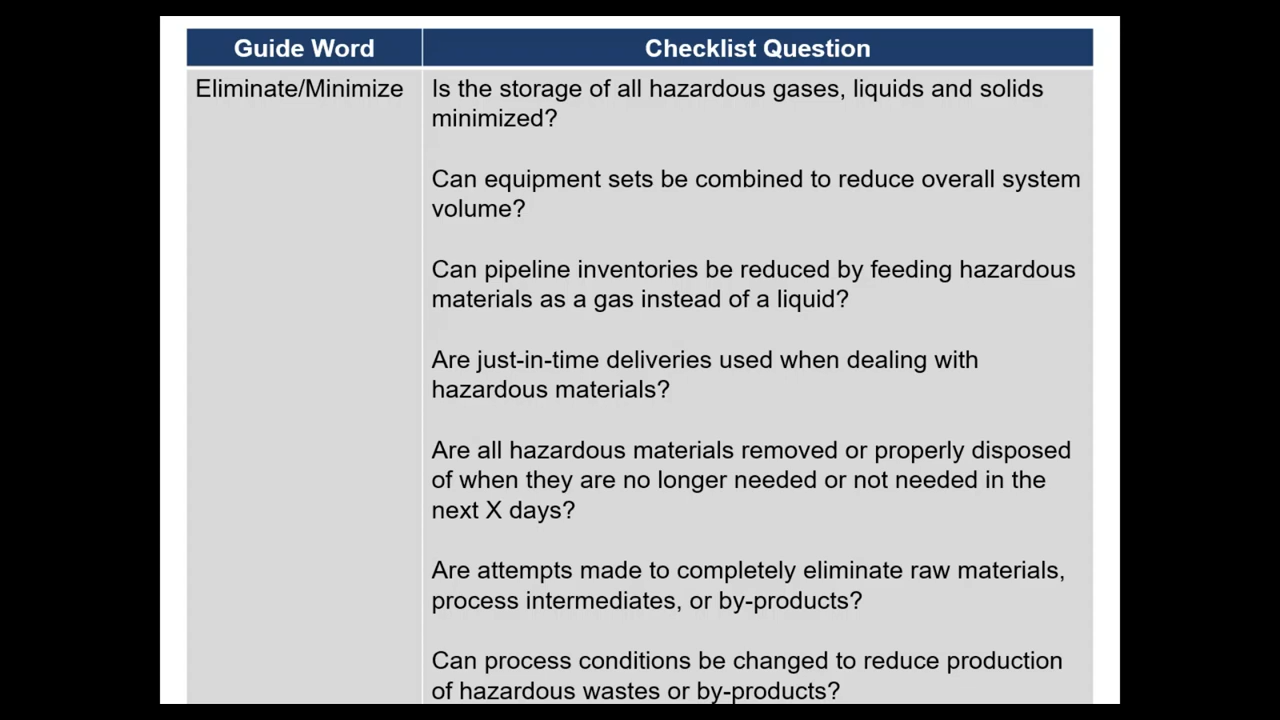 Guide Word
Checklist Question
Eliminate/Minimize
Is the storage of all hazardous gases, liquids and solids
minimized?
Can equipment sets be combined to reduce overall system
volume?
Can pipeline inventories be reduced by feeding hazardous
materials as a gas instead of a liquid?
Are just-in-time deliveries used when dealing with
hazardous materials?
Are all hazardous materials removed or properly disposed
of when they are no longer needed or not needed in the
next X days?
Are attempts made to completely eliminate raw materials,
process intermediates, or by-products?
Can process conditions be changed to reduce production
of hazardous wastes or by-products?